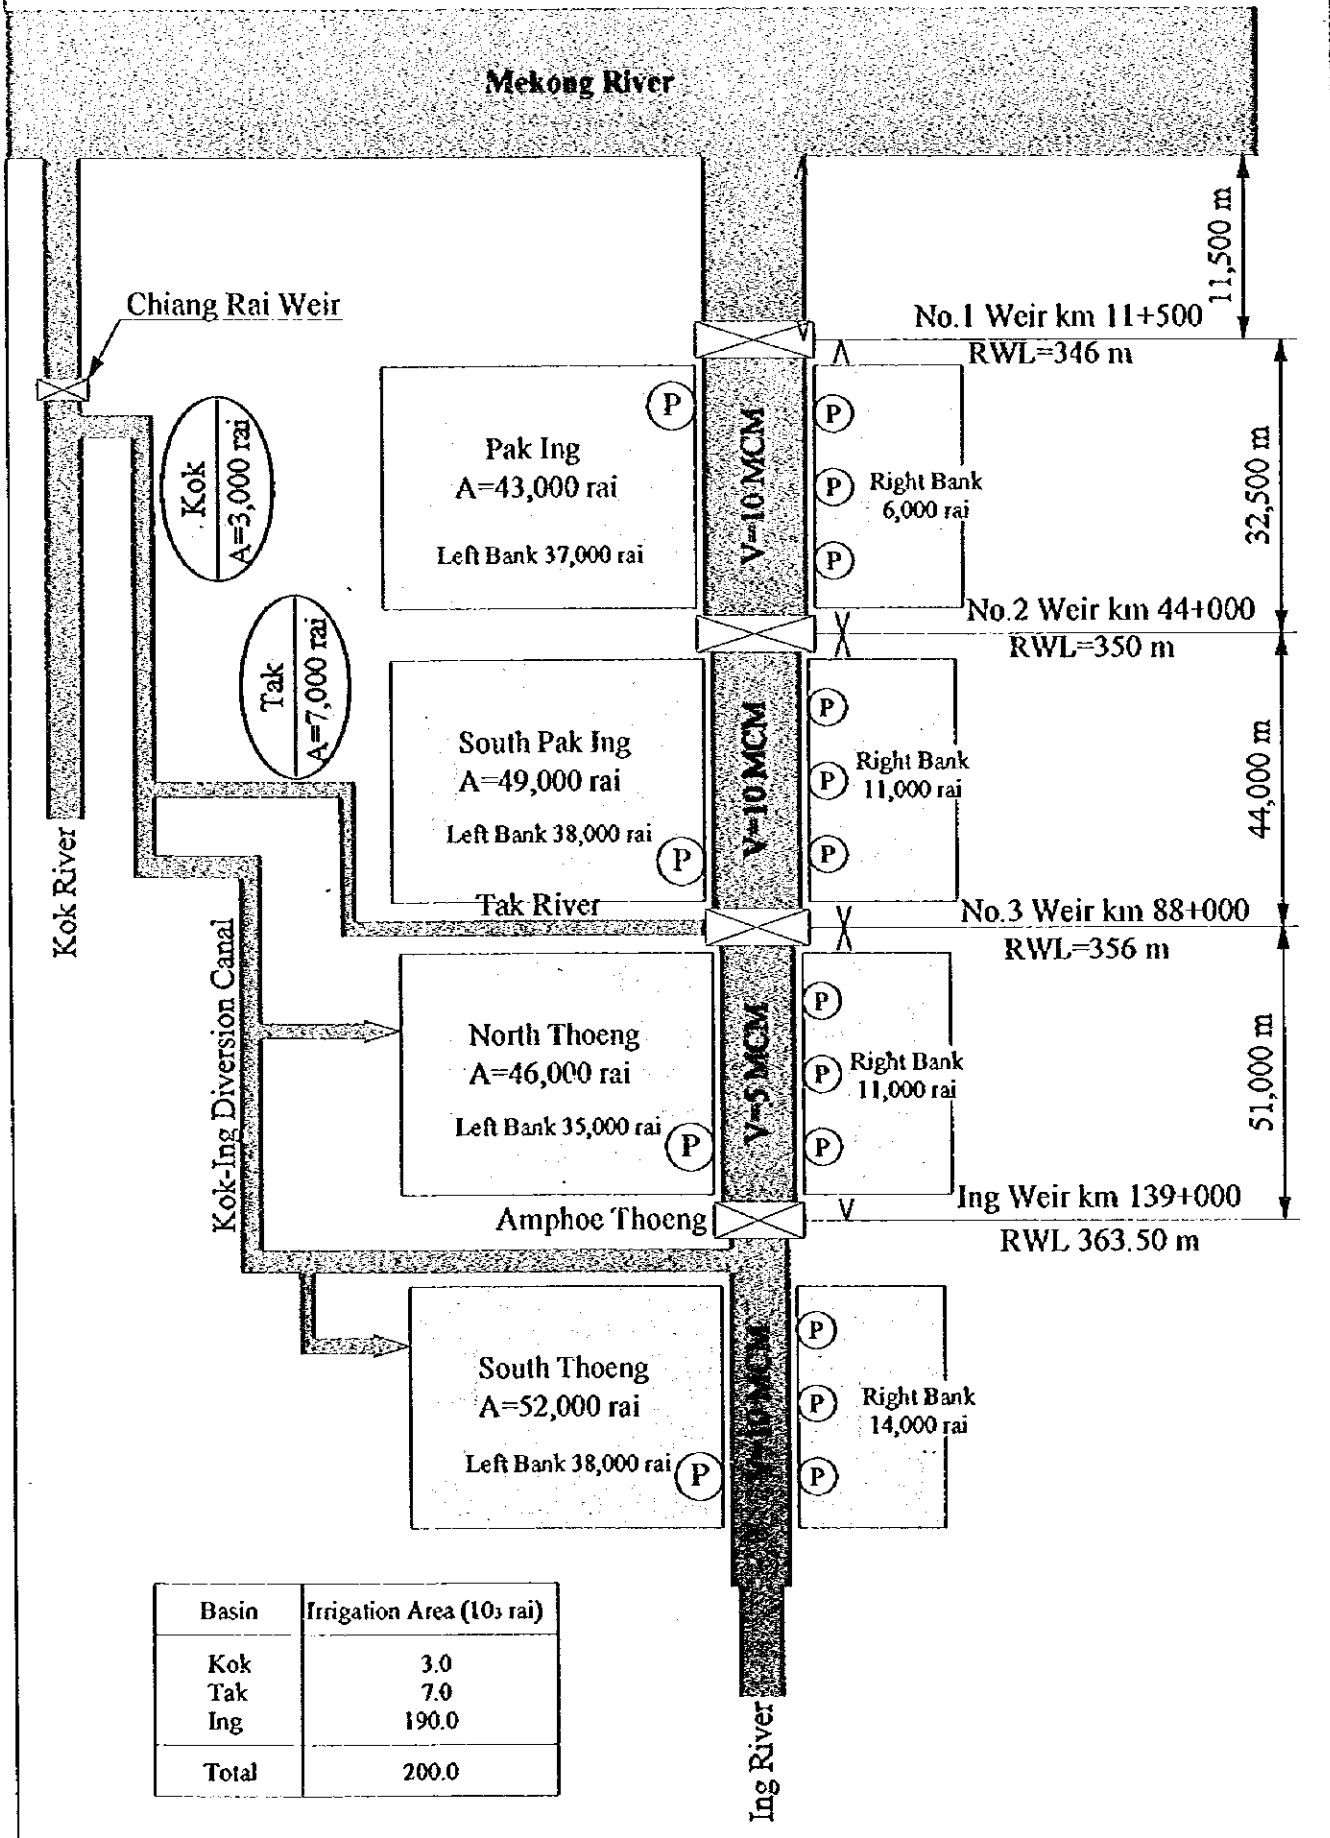 Mekong River
11,500 m
Chiang Rai Weir
No.1 Weir km 11+500
RWL=346 m
Kok
A=3,000 rai
Pak Ing
A=43,000 rai
Left Bank 37,000 rai
P
V=10 MCM
P
P
P
Right Bank
6,000 rai
32,500 m
No.2 Weir km 44+000
RWL=350 m
Tak
A=7,000 rai
South Pak Ing
A=49,000 rai
Left Bank 38,000 rai
P
V=10 MCM
P
P
P
Right Bank
11,000 rai
44,000 m
Kok River
Tak River
No.3 Weir km 88+000
RWL=356 m
Kok-Ing Diversion Canal
North Thoeng
A=46,000 rai
Left Bank 35,000 rai
P
V=5 MCM
P
P
P
Right Bank
11,000 rai
51,000 m
Amphoe Thoeng
Ing Weir km 139+000
RWL 363.50 m
South Thoeng
A=52,000 rai
Left Bank 38,000 rai
P
V=10 MCM
P
P
P
Right Bank
14,000 rai
Basin Irrigation Area (10³ rai)
Kok 3.0
Tak 7.0
Ing 190.0
Total 200.0
Ing River